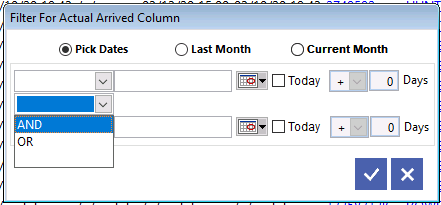 Filter For Actual Arrived Column
Pick Dates Last Month Current Month
Today + 0 Days
AND
OR
Today + 0 Days